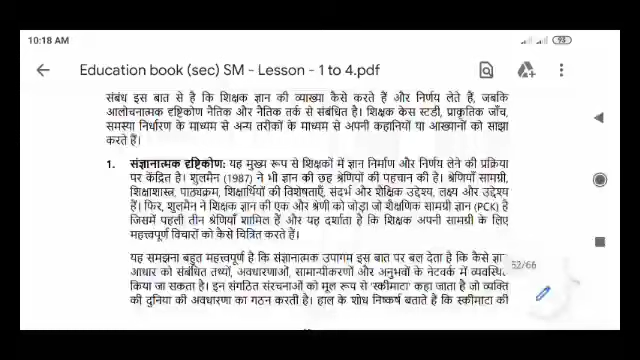 10:18 AM
93
Education book (sec) SM - Lesson - 1 to 4.pdf
संबंध इस बात से है कि शिक्षक ज्ञान की व्याख्या कैसे करते हैं और निर्णय लेते हैं, जबकि
आलोचनात्मक दृष्टिकोण नैतिक और नैतिक तर्क से संबंधित है। शिक्षक केस स्टडी, प्राकृतिक जाँच,
समस्या निर्धारण के माध्यम से अन्य तरीकों के माध्यम से अपनी कहानियों या आख्यानों को साझा
करते हैं।
1. संज्ञानात्मक दृष्टिकोण: यह मुख्य रूप से शिक्षकों में ज्ञान निर्माण और निर्णय लेने की प्रक्रिया
पर केंद्रित है। शुलमैन (1987) ने भी ज्ञान की छह श्रेणियों की पहचान की है। श्रेणियाँ सामग्री,
शिक्षाशास्त्र, पाठ्यक्रम, शिक्षार्थियों की विशेषताएँ, संदर्भ और शैक्षिक उद्देश्य, लक्ष्य और उद्देश्य
हैं। फिर, शुलमैन ने शिक्षक ज्ञान की एक और श्रेणी को जोड़ा जो शैक्षणिक सामग्री ज्ञान (PCK) है
जिसमें पहली तीन श्रेणियाँ शामिल हैं और यह दर्शाता है कि शिक्षक अपनी सामग्री के लिए
महत्त्वपूर्ण विचारों को कैसे चित्रित करते हैं।
यह समझना बहुत महत्त्वपूर्ण है कि संज्ञानात्मक उपागम इस बात पर बल देता है कि कैसे ज्ञा
आधार को संबंधित तथ्यों, अवधारणाओं, सामान्यीकरणों और अनुभवों के नेटवर्क में व्यवस्थि
52/66
किया जा सकता है। इन संगठित संरचनाओं को मूल रूप से 'स्कीमाटा' कहा जाता है जो व्यक्ति
की दुनिया की अवधारणा का गठन करती है। हाल के शोध निष्कर्ष बताते हैं कि स्कीमाटा की